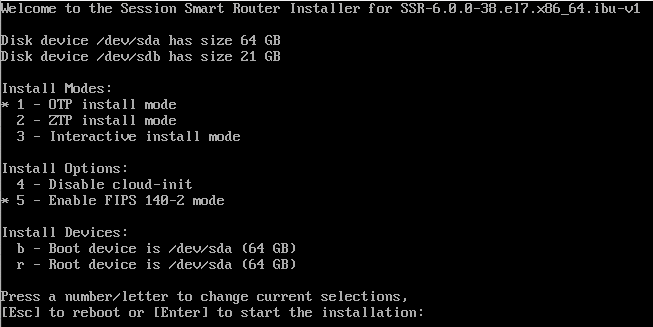 Welcome to the Session Smart Router Installer for SSR-6.0.0-38.el7.x86_64.ibu-v1
Disk device /dev/sda has size 64 GB
Disk device /dev/sdb has size 21 GB
Install Modes:
* 1 - OTP install mode
2 - ZTP install mode
3 - Interactive install mode
Install Options:
4 - Disable cloud-init
* 5 - Enable FIPS 140-2 mode
Install Devices:
b - Boot device is /dev/sda (64 GB)
r - Root device is /dev/sda (64 GB)
Press a number/letter to change current selections,
[Esc] to reboot or [Enter] to start the installation: